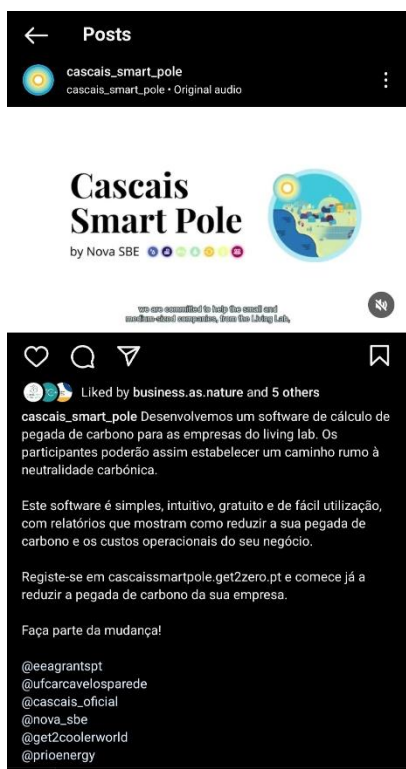 Posts
cascais_smart_pole
cascais_smart_pole • Original audio
Cascais
Smart Pole
by Nova SBE
we are committed to help the small and
medium-sized companies, from the Living Lab,
Liked by business.as.nature and 5 others
cascais_smart_pole Desenvolvemos um software de cálculo de
pegada de carbono para as empresas do living lab. Os
participantes poderão assim estabelecer um caminho rumo à
neutralidade carbónica.
Este software é simples, intuitivo, gratuito e de fácil utilização,
com relatórios que mostram como reduzir a sua pegada de
carbono e os custos operacionais do seu negócio.
Registe-se em cascaissmartpole.get2zero.pt e comece já a
reduzir a pegada de carbono da sua empresa.
Faça parte da mudança!
@eeagrantspt
@ufcarcavelosparede
@cascais_oficial
@nova_sbe
@get2coolerworld
@prioenergy